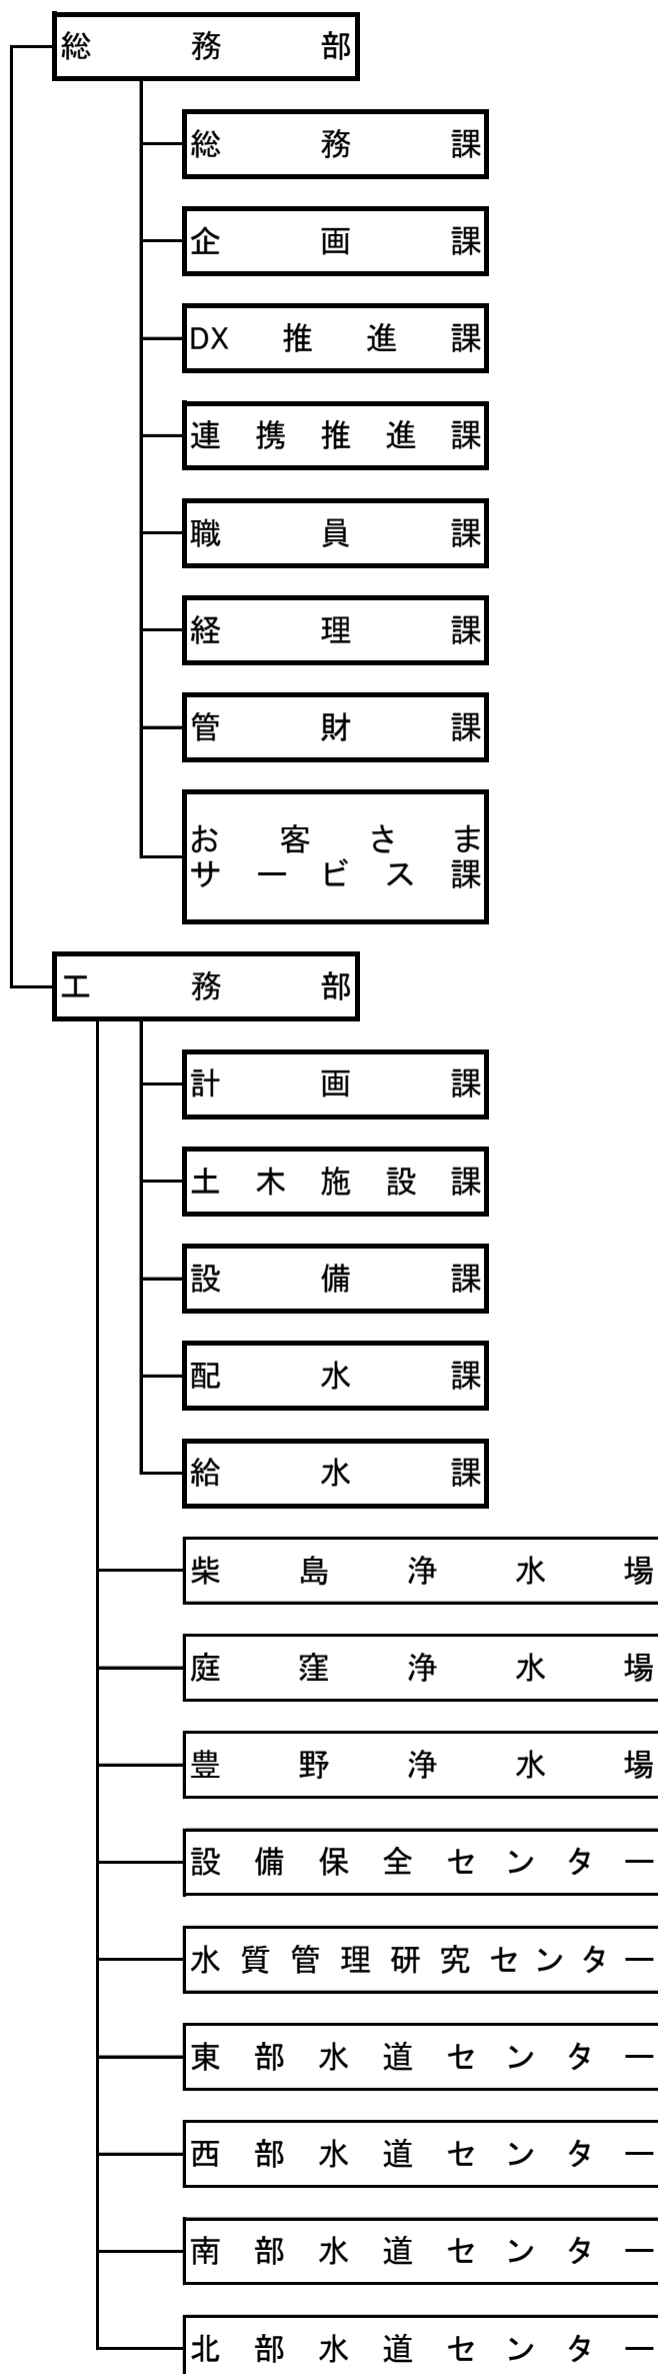 総務部
総務課
企画課
DX推進課
連携推進課
職員課
経理課
管財課
お客さま
サービス課
工務部
計画課
土木施設課
設備課
配水課
給水課
柴島浄水場
庭窪浄水場
豊野浄水場
設備保全センター
水質管理研究センター
東部水道センター
西部水道センター
南部水道センター
北部水道センター